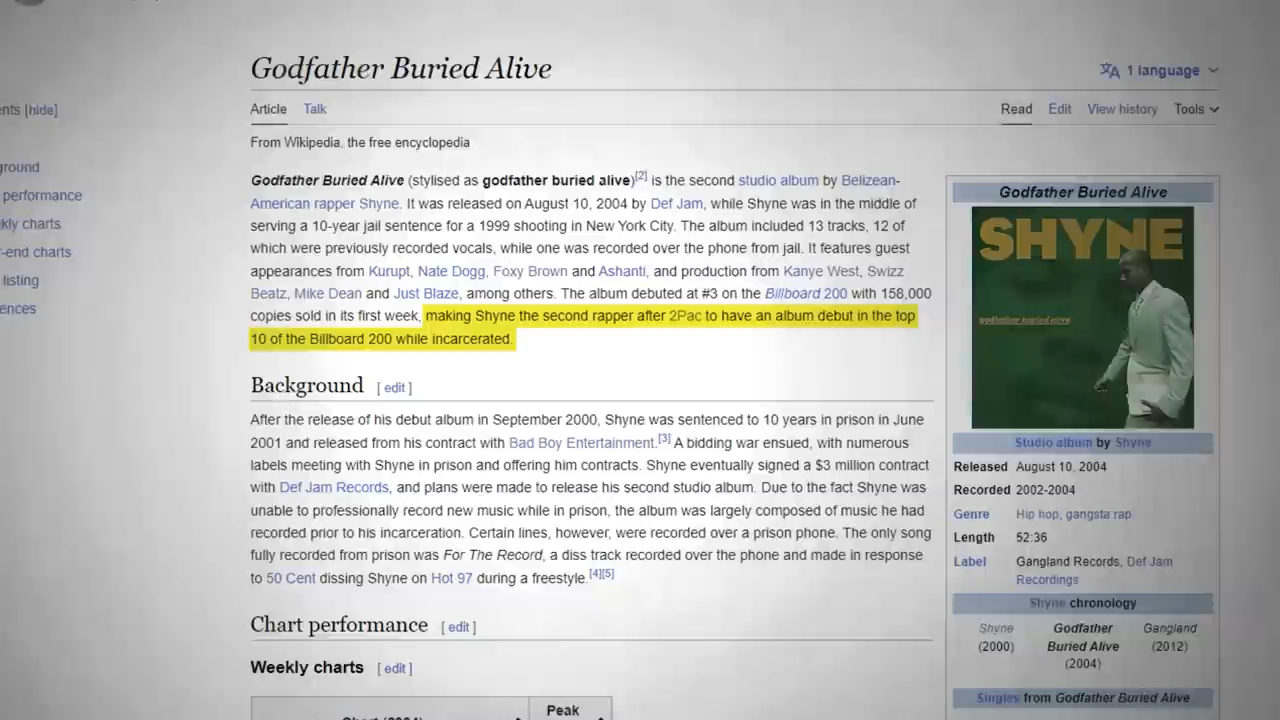 Godfather Buried Alive
1 language
ents [hide]
Article Talk
Read Edit View history Tools
From Wikipedia, the free encyclopedia
ground
performance
kly charts
r-end charts
listing
ences
Godfather Buried Alive (stylised as godfather buried alive)[2] is the second studio album by Belizean-
American rapper Shyne. It was released on August 10, 2004 by Def Jam, while Shyne was in the middle of
serving a 10-year jail sentence for a 1999 shooting in New York City. The album included 13 tracks, 12 of
which were previously recorded vocals, while one was recorded over the phone from jail. It features guest
appearances from Kurupt, Nate Dogg, Foxy Brown and Ashanti, and production from Kanye West, Swizz
Beatz, Mike Dean and Just Blaze, among others. The album debuted at #3 on the Billboard 200 with 158,000
copies sold in its first week, making Shyne the second rapper after 2Pac to have an album debut in the top
10 of the Billboard 200 while incarcerated.
Background [ edit ]
After the release of his debut album in September 2000, Shyne was sentenced to 10 years in prison in June
2001 and released from his contract with Bad Boy Entertainment.[3] A bidding war ensued, with numerous
labels meeting with Shyne in prison and offering him contracts. Shyne eventually signed a $3 million contract
with Def Jam Records, and plans were made to release his second studio album. Due to the fact Shyne was
unable to professionally record new music while in prison, the album was largely composed of music he had
recorded prior to his incarceration. Certain lines, however, were recorded over a prison phone. The only song
fully recorded from prison was For The Record, a diss track recorded over the phone and made in response
to 50 Cent dissing Shyne on Hot 97 during a freestyle.[4][5]
Chart performance [ edit ]
Weekly charts [ edit ]
Chart (2004)
Peak
Godfather Buried Alive
SHYNE
godfather buried alive
Studio album by Shyne
Released August 10, 2004
Recorded 2002-2004
Genre Hip hop, gangsta rap
Length 52:36
Label Gangland Records, Def Jam
Recordings
Shyne chronology
Shyne Godfather Gangland
(2000) Buried Alive (2012)
(2004)
Singles from Godfather Buried Alive